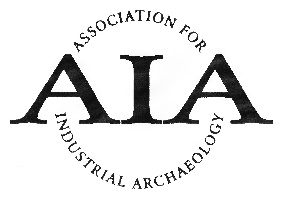 ASSOCIATION FOR
AIA
INDUSTRIAL ARCHAEOLOGY